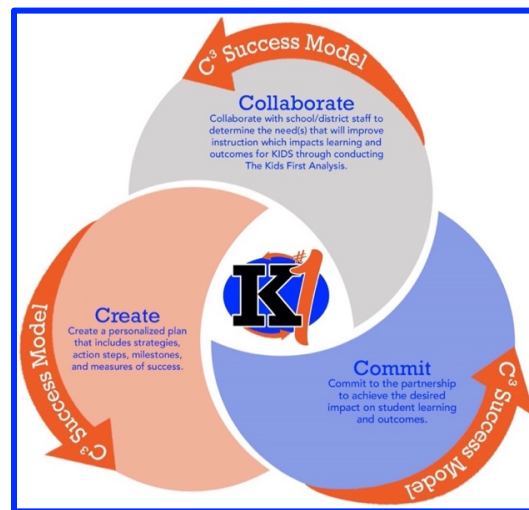 C³ Success Model
Collaborate
Collaborate with school/district staff to
determine the need(s) that will improve
instruction which impacts learning and
outcomes for KIDS through conducting
The Kids First Analysis.
#
K1
Create
Create a personalized plan
that includes strategies,
action steps, milestones,
and measures of success.
C³ Success Model
Commit
Commit to the partnership
to achieve the desired
impact on student learning
and outcomes.
C³ Success Model